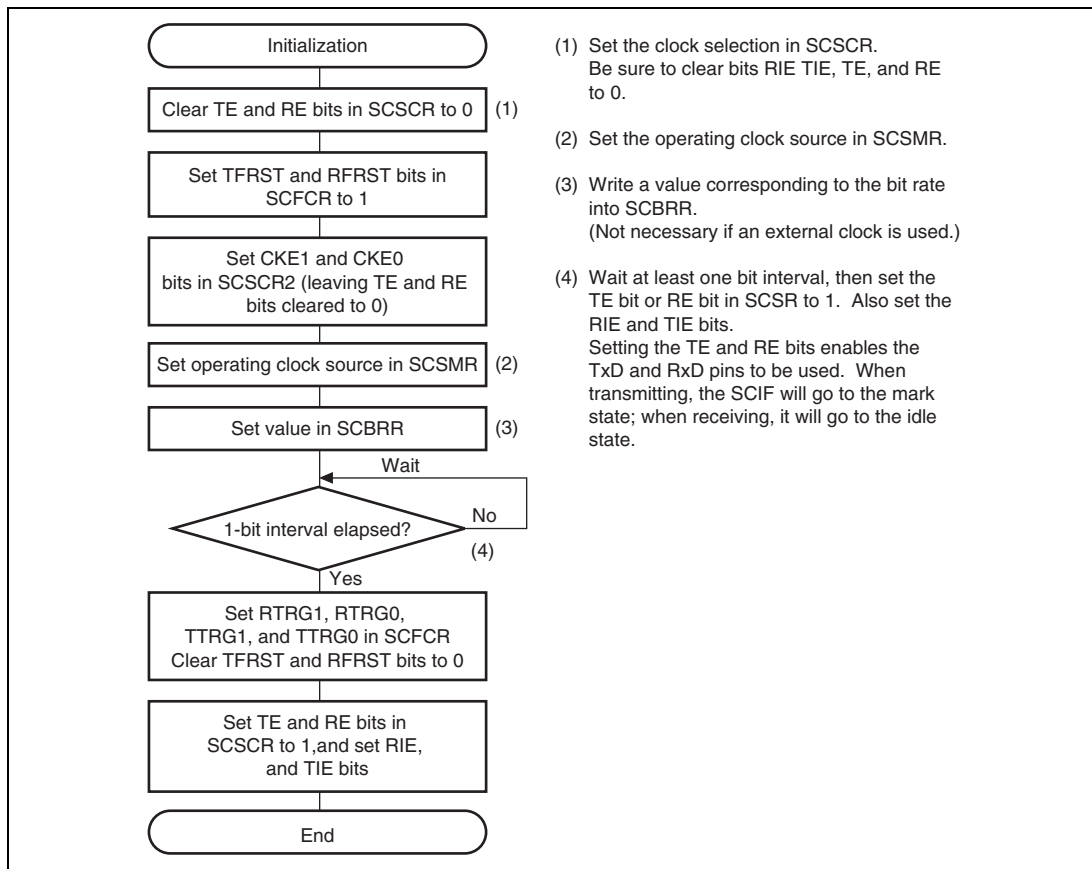 Initialization
Clear TE and RE bits in SCSCR to 0
(1)
Set TFRST and RFRST bits in
SCFCR to 1
Set CKE1 and CKE0
bits in SCSCR2 (leaving TE and RE
bits cleared to 0)
Set operating clock source in SCSMR
(2)
Set value in SCBRR
(3)
Wait
1-bit interval elapsed?
No
(4)
Yes
Set RTRG1, RTRG0,
TTRG1, and TTRG0 in SCFCR
Clear TFRST and RFRST bits to 0
Set TE and RE bits in
SCSCR to 1,and set RIE,
and TIE bits
End
(1) Set the clock selection in SCSCR.
Be sure to clear bits RIE TIE, TE, and RE
to 0.
(2) Set the operating clock source in SCSMR.
(3) Write a value corresponding to the bit rate
into SCBRR.
(Not necessary if an external clock is used.)
(4) Wait at least one bit interval, then set the
TE bit or RE bit in SCSR to 1. Also set the
RIE and TIE bits.
Setting the TE and RE bits enables the
TxD and RxD pins to be used. When
transmitting, the SCIF will go to the mark
state; when receiving, it will go to the idle
state.